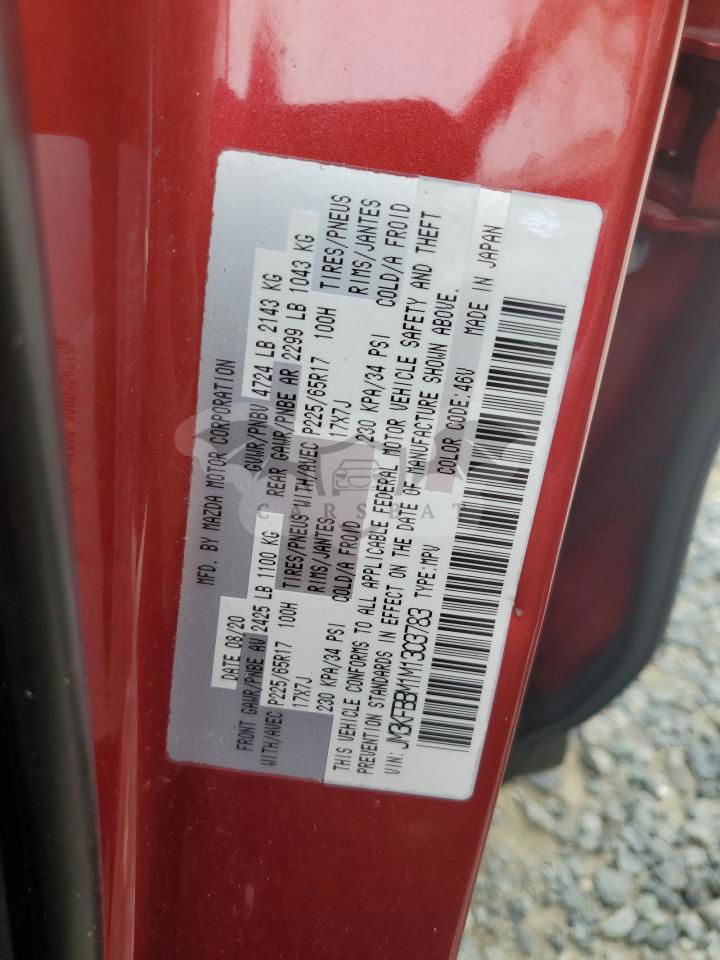 MFD. BY MAZDA MOTOR CORPORATION
DATE 08/20 GVWR/PNBV 4724 LB 2143 KG
FRONT GAWR/PNBE AV 2425 LB 1100 KG REAR GAWR/PNBE AR 2299 LB 1043 KG
WITH/AVEC P225/65R17 100H TIRES/PNEUS WITH/AVEC P225/65R17 100H TIRES/PNEUS
17X7J RIMS/JANTES 17X7J RIMS/JANTES
230 KPA/34 PSI COLD/A FROID 230 KPA/34 PSI COLD/A FROID
THIS VEHICLE CONFORMS TO ALL APPLICABLE FEDERAL MOTOR VEHICLE SAFETY AND THEFT
PREVENTION STANDARDS IN EFFECT ON THE DATE OF MANUFACTURE SHOWN ABOVE.
VIN: JM3KFBBM1M1303783 TYPE: MPV COLOR CODE: 46V MADE IN JAPAN
CARSBAT